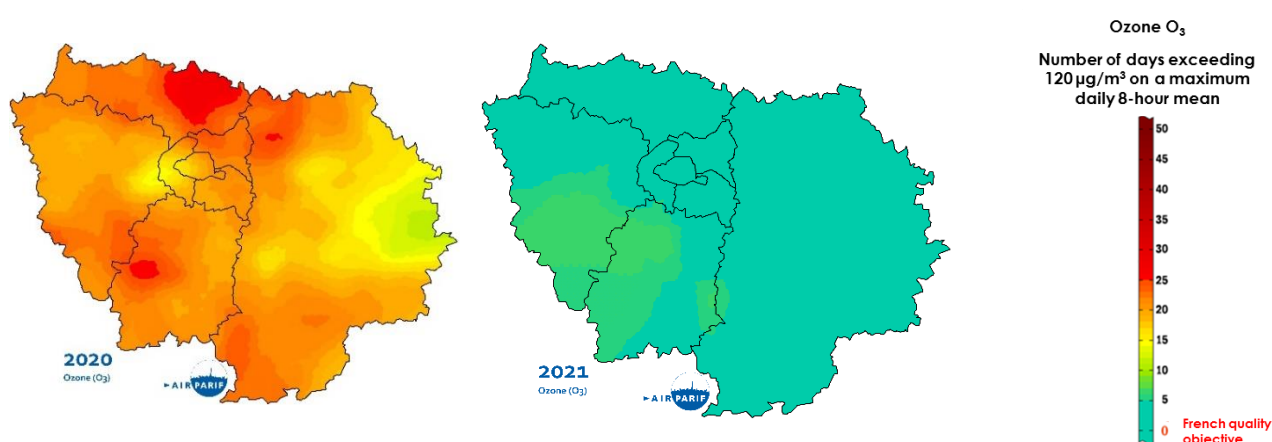 Ozone O₃
Number of days exceeding
120 µg/m³ on a maximum
daily 8-hour mean
50
45
40
35
30
25
20
15
10
5
0 French quality
objective
2020
Ozone (O₃)
AIRPARIF
2021
Ozone (O₃)
AIRPARIF